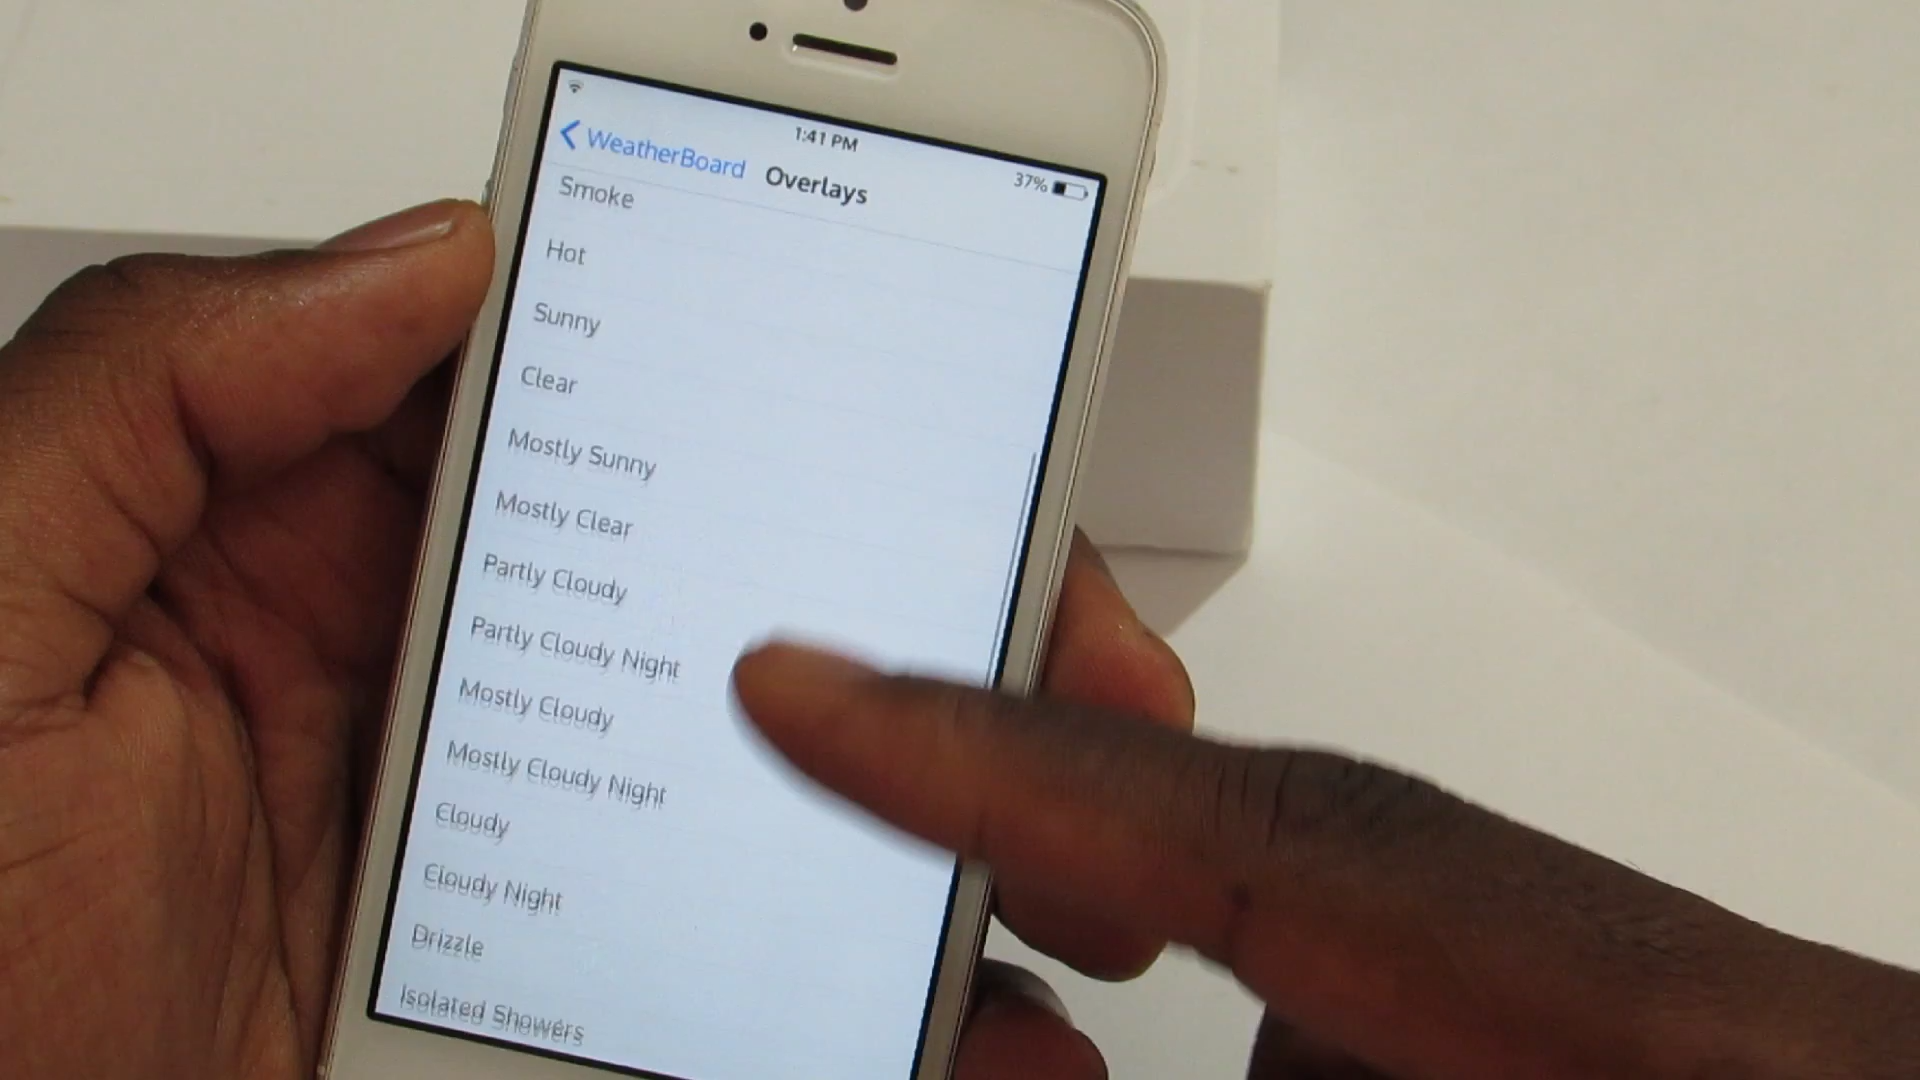 1:41 PM
37%
WeatherBoard
Overlays
Smoke
Hot
Sunny
Clear
Mostly Sunny
Mostly Clear
Partly Cloudy
Partly Cloudy Night
Mostly Cloudy
Mostly Cloudy Night
Cloudy
Cloudy Night
Drizzle
Isolated Showers